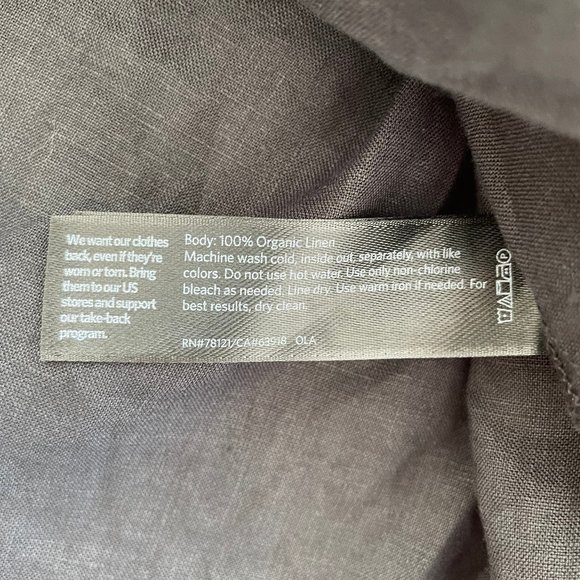 We want our clothes
back, even if they're
worn or torn. Bring
them to our US
stores and support
our take-back
program.
Body: 100% Organic Linen
Machine wash cold, inside out, separately, with like
colors. Do not use hot water. Use only non-chlorine
bleach as needed. Line dry. Use warm iron if needed. For
best results, dry clean.
RN#78121/CA#63918 OLA